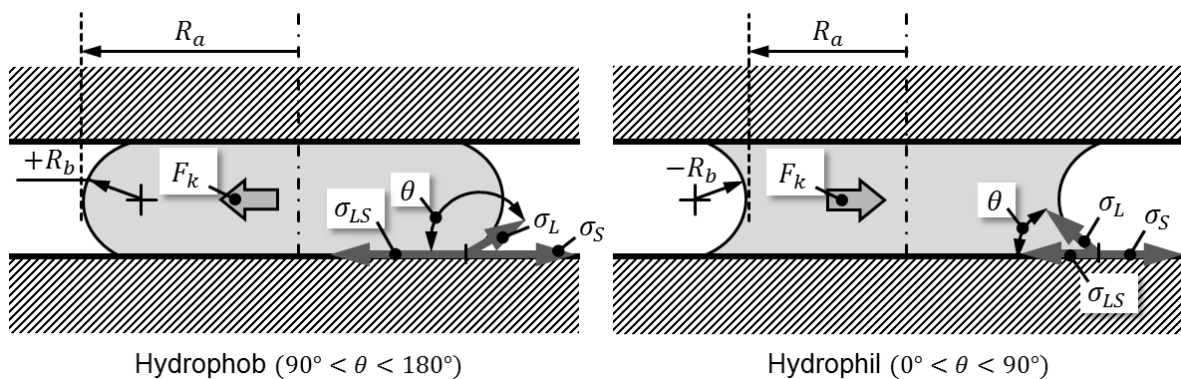 R_a
R_a
+R_b
F_k
θ
σ_LS
σ_L
σ_S
−R_b
F_k
θ
σ_L
σ_S
σ_LS
Hydrophob (90° < θ < 180°)
Hydrophil (0° < θ < 90°)